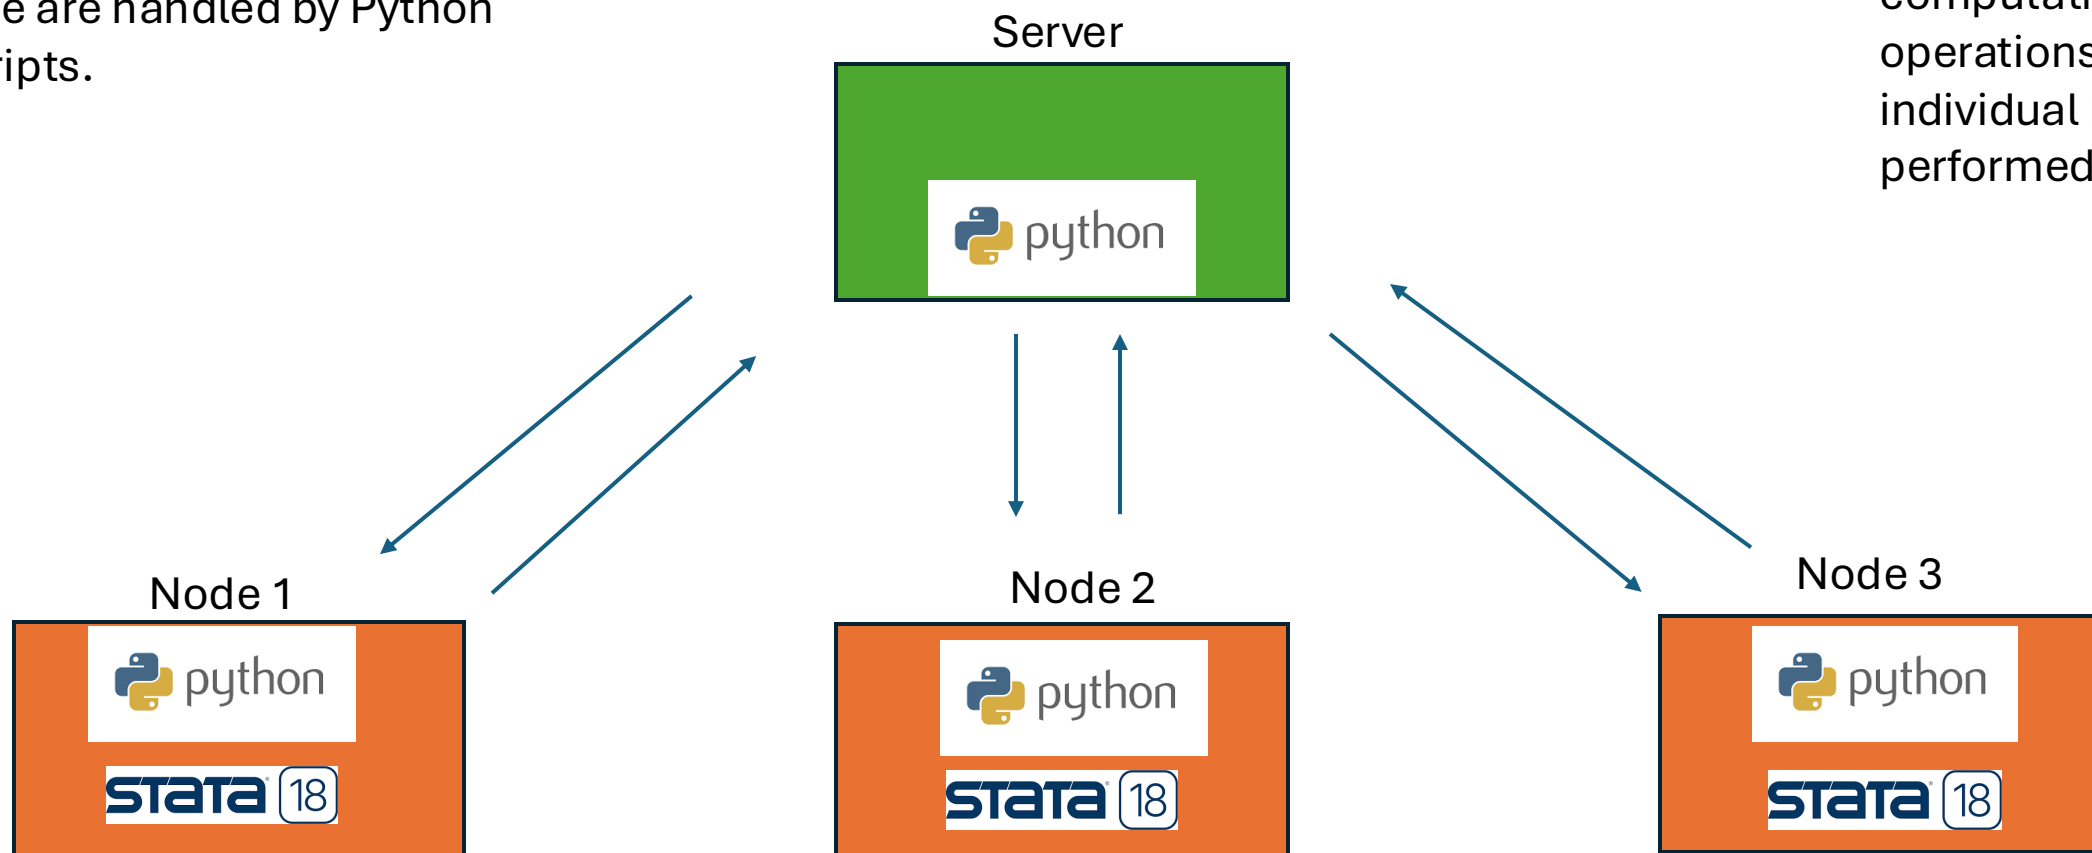 e are handled by Python
ripts.
Server
operations
individual
performed
python
Node 1
Node 2
Node 3
python
python
python
STATA 18
STATA 18
STATA 18